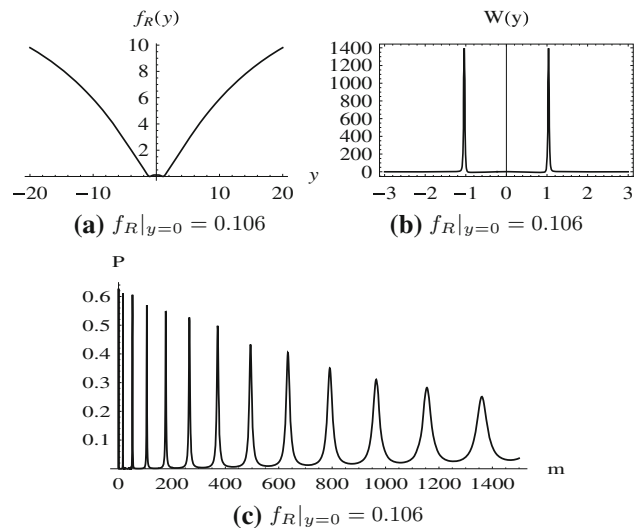 f_R(y)
10
8
6
4
2
−20 −10 0 10 20 y
(a) f_R|_{y=0} = 0.106
W(y)
1400
1200
1000
800
600
400
200
0
−3 −2 −1 0 1 2 3
(b) f_R|_{y=0} = 0.106
P
0.6
0.5
0.4
0.3
0.2
0.1
0 200 400 600 800 1000 1200 1400 m
(c) f_R|_{y=0} = 0.106